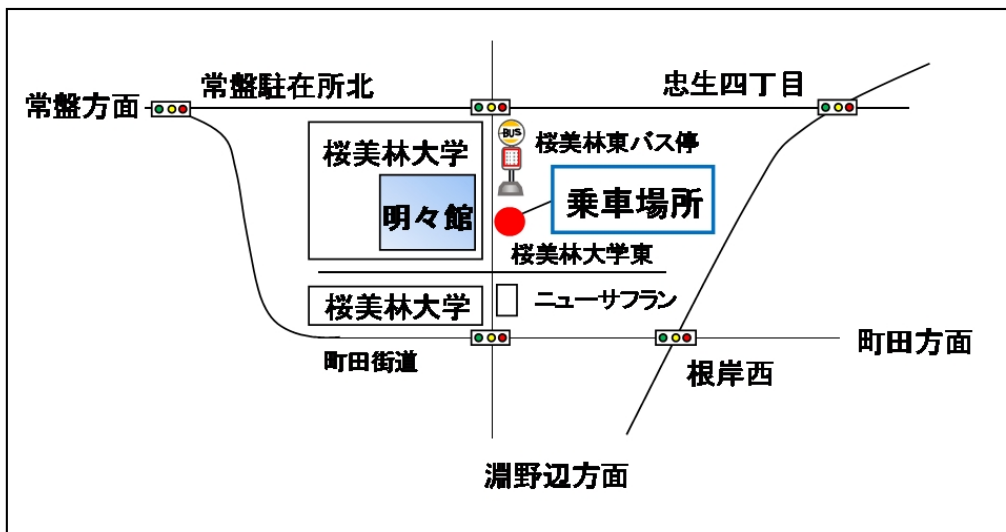 常盤駐在所北
忠生四丁目
常盤方面
BUS
桜美林東バス停
桜美林大学
明々館
乗車場所
桜美林大学東
桜美林大学
ニューサフラン
町田街道
町田方面
根岸西
淵野辺方面